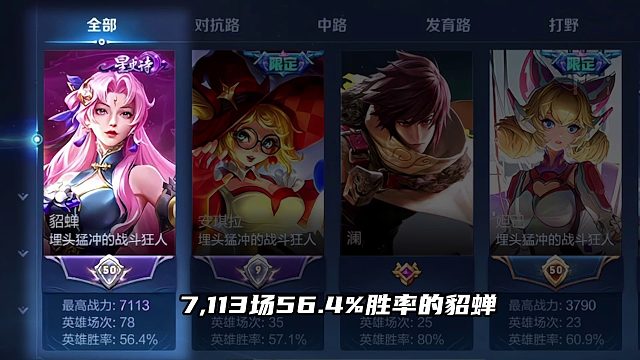 全部
对抗路
中路
发育路
打野
星史诗
限定
限定
貂蝉
埋头猛冲的战斗狂人
安琪拉
埋头猛冲的战斗狂人
澜
埋头猛冲的战斗狂人
50
9
50
最高战力: 7113
英雄场次: 78
英雄胜率: 56.4%
英雄场次: 35
英雄胜率: 57.1%
英雄场次: 25
英雄胜率: 80%
最高战力: 3790
英雄场次: 23
英雄胜率: 60.9%
7,113场56.4%胜率的貂蝉